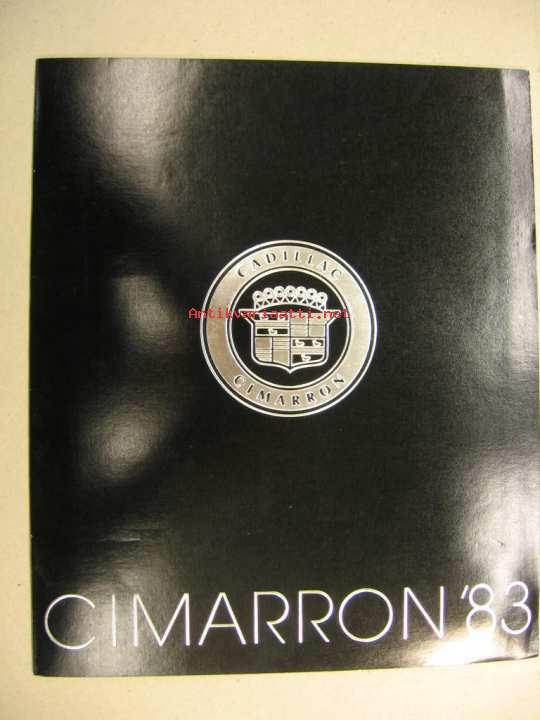 CADILLAC
Antikvariaatti.net
CIMARRON
CIMARRON '83